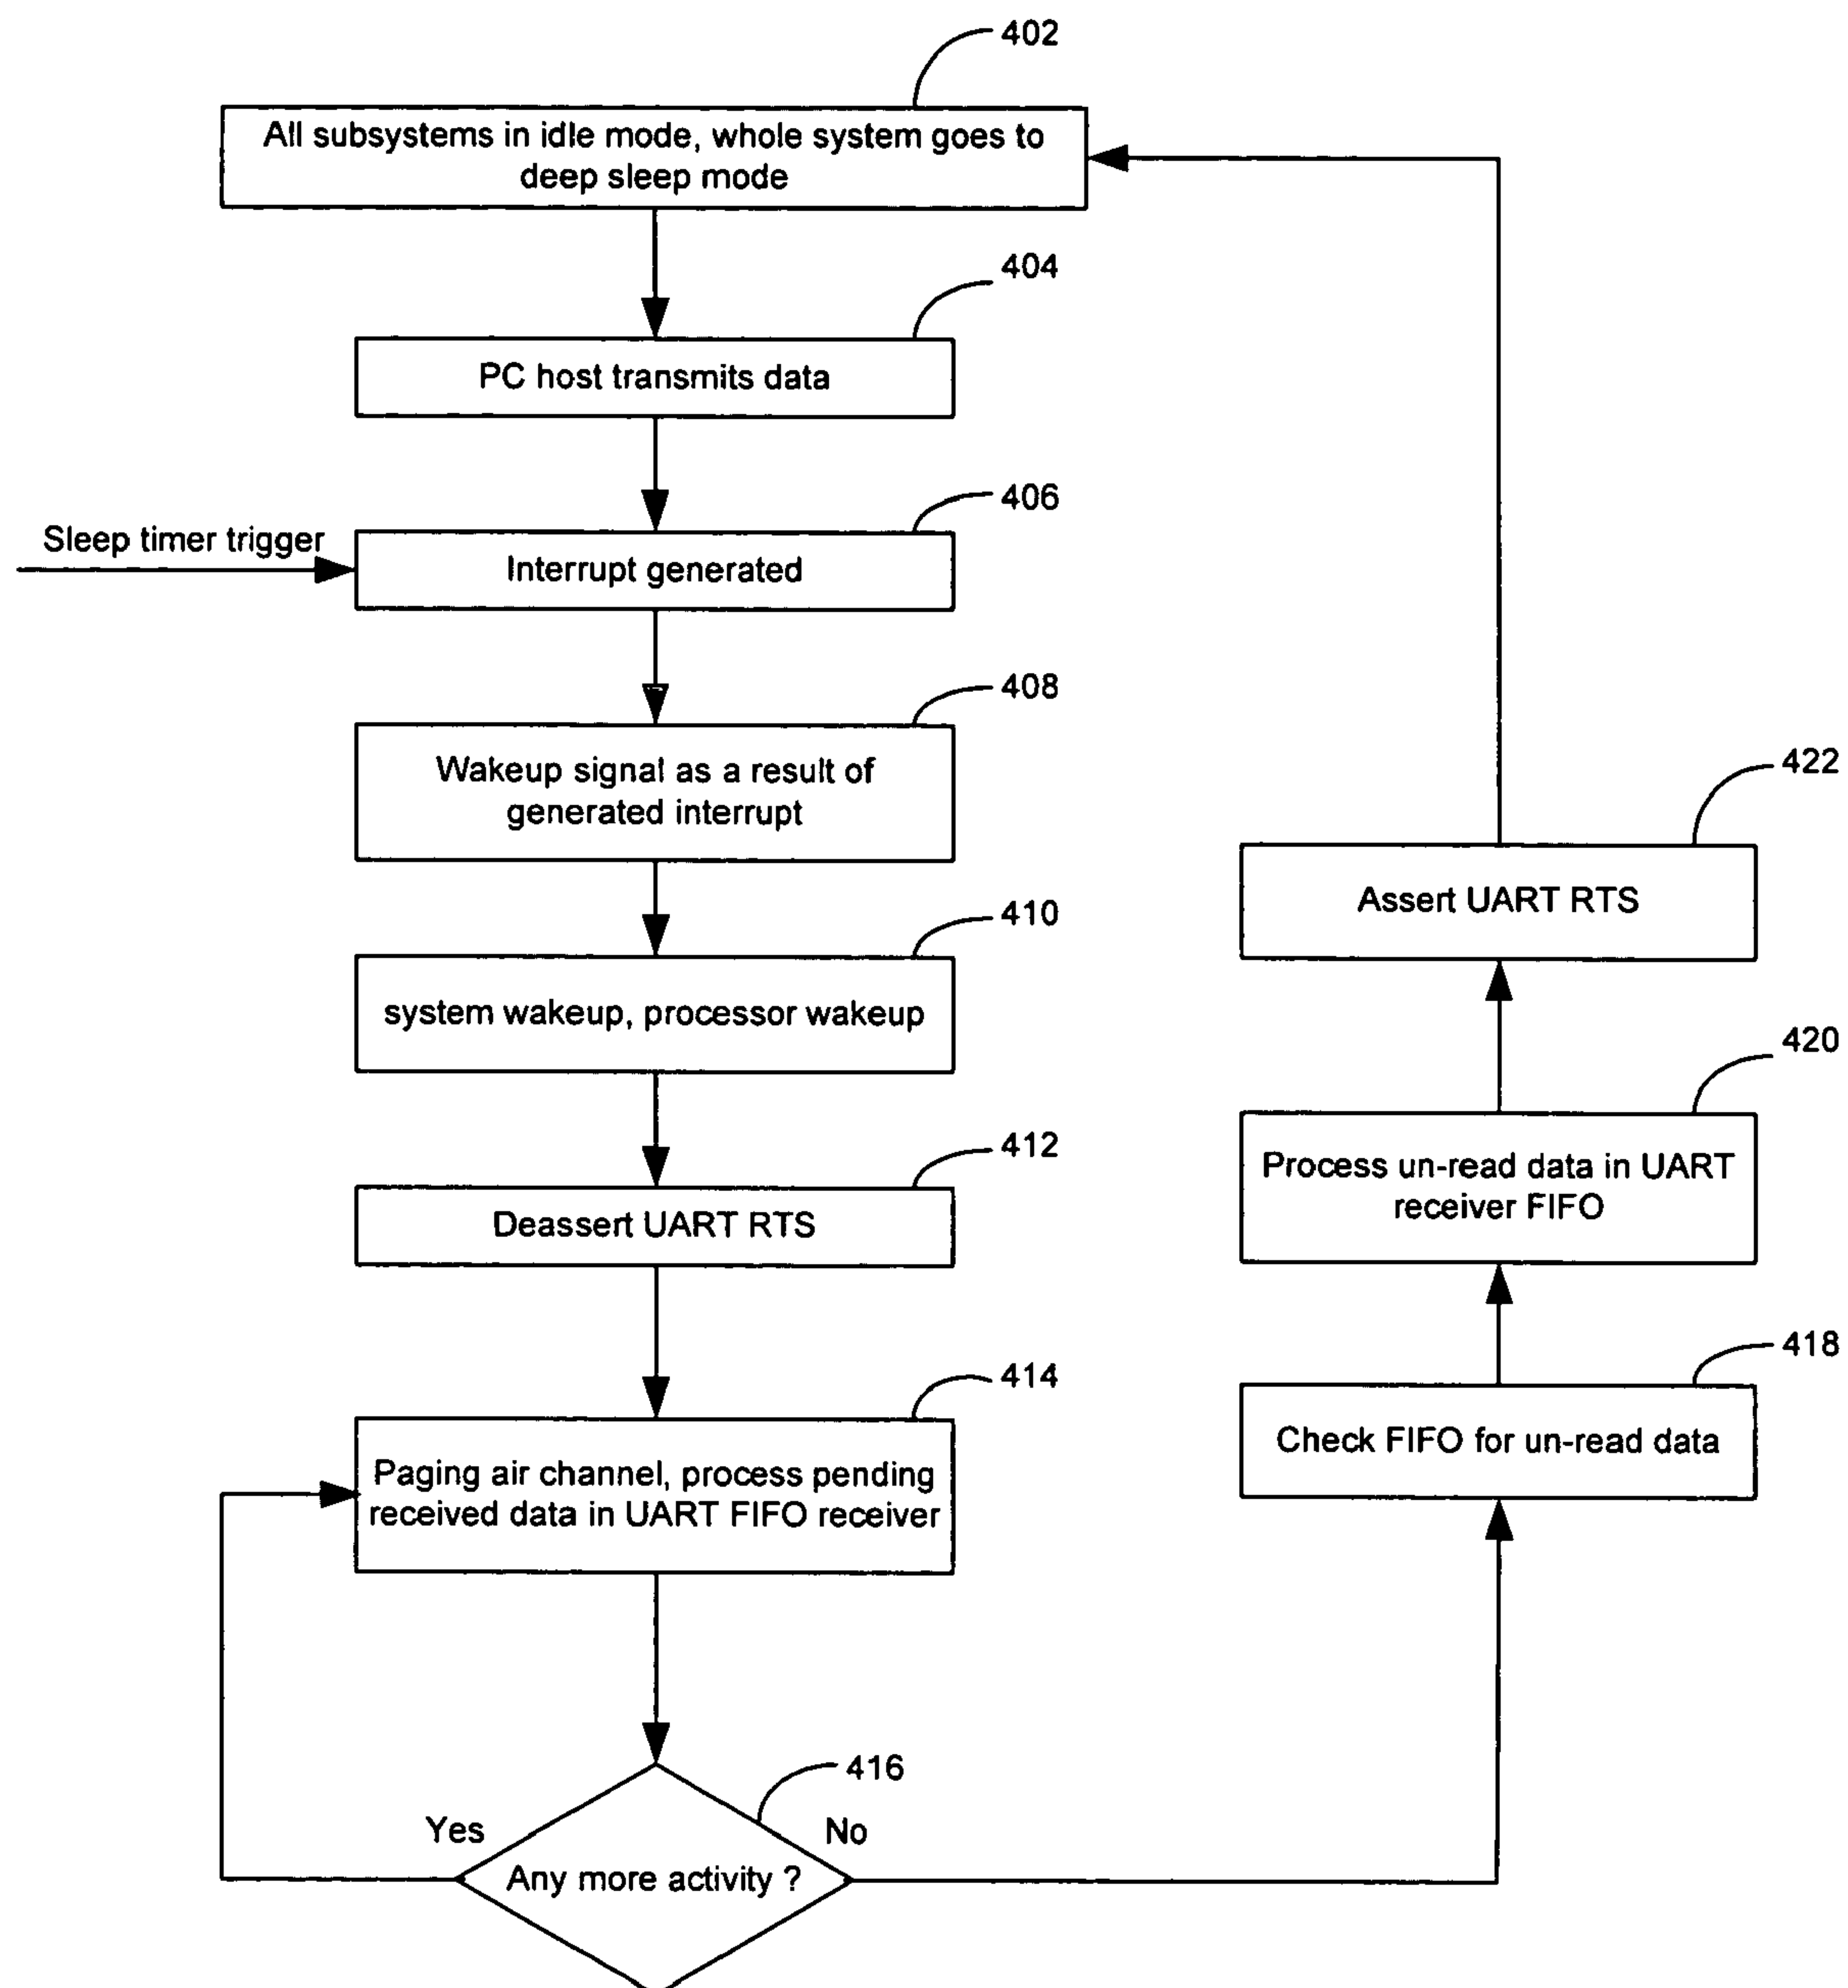 402
All subsystems in idle mode, whole system goes to
deep sleep mode
404
PC host transmits data
406
Sleep timer trigger
Interrupt generated
408
Wakeup signal as a result of
generated interrupt
410
system wakeup, processor wakeup
412
Deassert UART RTS
414
Paging air channel, process pending
received data in UART FIFO receiver
416
Yes
No
Any more activity ?
418
Check FIFO for un-read data
420
Process un-read data in UART
receiver FIFO
422
Assert UART RTS